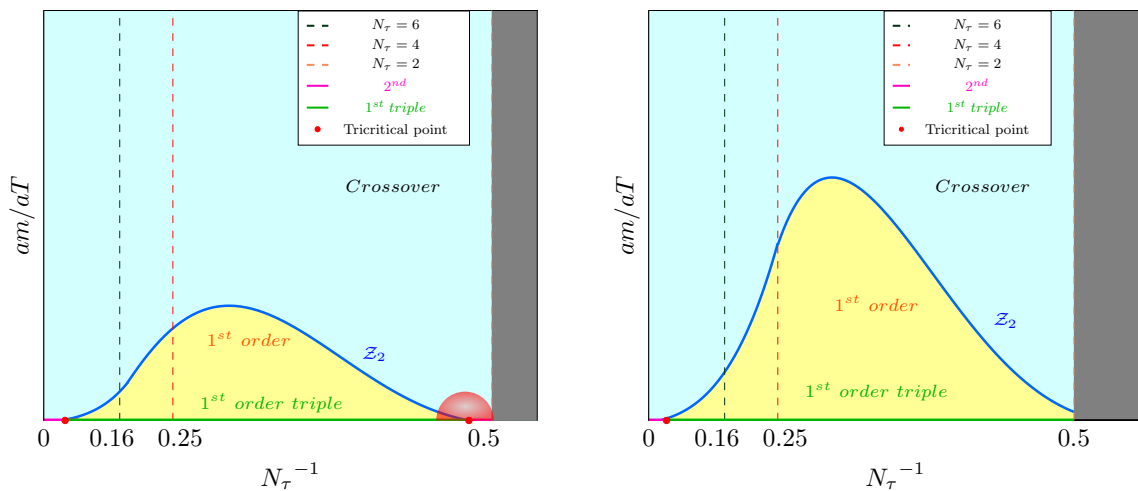 N_τ = 6
N_τ = 4
N_τ = 2
2^{nd}
1^{st} triple
Tricritical point
Crossover
am/aT
1^{st} order
Z_2
1^{st} order triple
0 0.16 0.25 0.5
N_τ^{-1}
N_τ = 6
N_τ = 4
N_τ = 2
2^{nd}
1^{st} triple
Tricritical point
Crossover
am/aT
1^{st} order
Z_2
1^{st} order triple
0 0.16 0.25 0.5
N_τ^{-1}